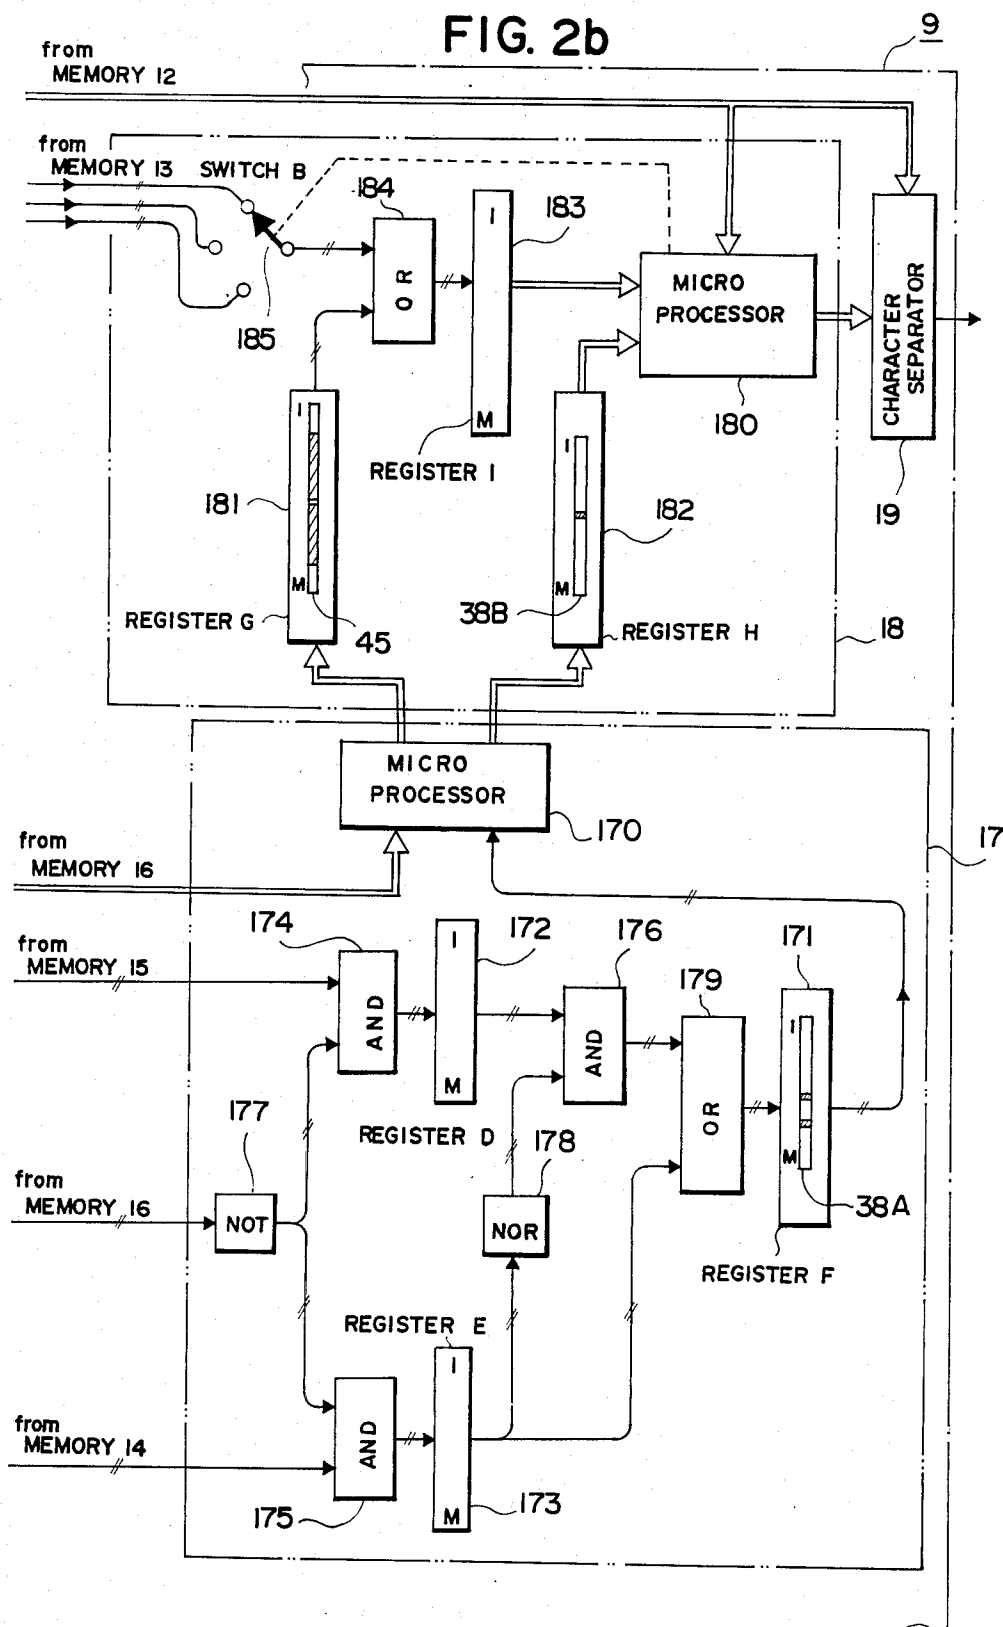 FIG. 2b
9
from
MEMORY 12
from
MEMORY 13
SWITCH B
184
183
I
OR
MICRO
PROCESSOR
CHARACTER
SEPARATOR
185
M
180
REGISTER I
I
I
181
182
19
M
M
REGISTER G
45
38B
REGISTER H
18
MICRO
PROCESSOR
170
17
from
MEMORY 16
174
172
176
171
from
MEMORY 15
I
AND
179
I
AND
M
OR
177
REGISTER D
178
M
from
MEMORY 16
NOT
NOR
38A
REGISTER F
REGISTER E
I
from
MEMORY 14
AND
175
M
173